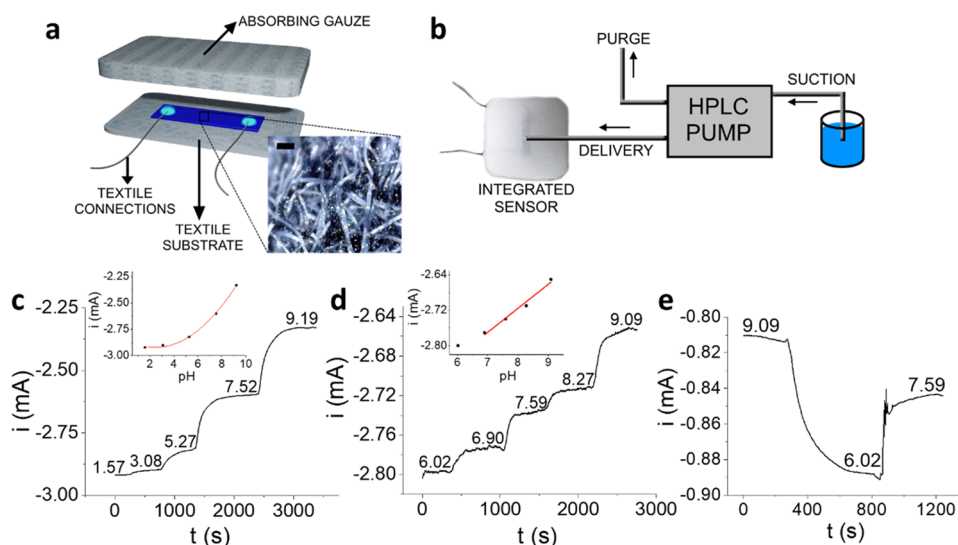 a
ABSORBING GAUZE
TEXTILE
CONNECTIONS
TEXTILE
SUBSTRATE
b
PURGE
SUCTION
HPLC
PUMP
DELIVERY
INTEGRATED
SENSOR
c
i (mA)
-2.25
-2.50
-2.75
-3.00
0 1000 2000 3000
t (s)
1.57
3.08
5.27
7.52
9.19
i (mA)
-2.25
-2.50
-2.75
-3.00
2 4 6 8 10
pH
d
i (mA)
-2.64
-2.68
-2.72
-2.76
-2.80
0 1000 2000 3000
t (s)
6.02
6.90
7.59
8.27
9.09
i (mA)
-2.64
-2.72
-2.80
6 7 8 9
pH
e
i (mA)
-0.80
-0.82
-0.84
-0.86
-0.88
-0.90
0 400 800 1200
t (s)
9.09
6.02
7.59